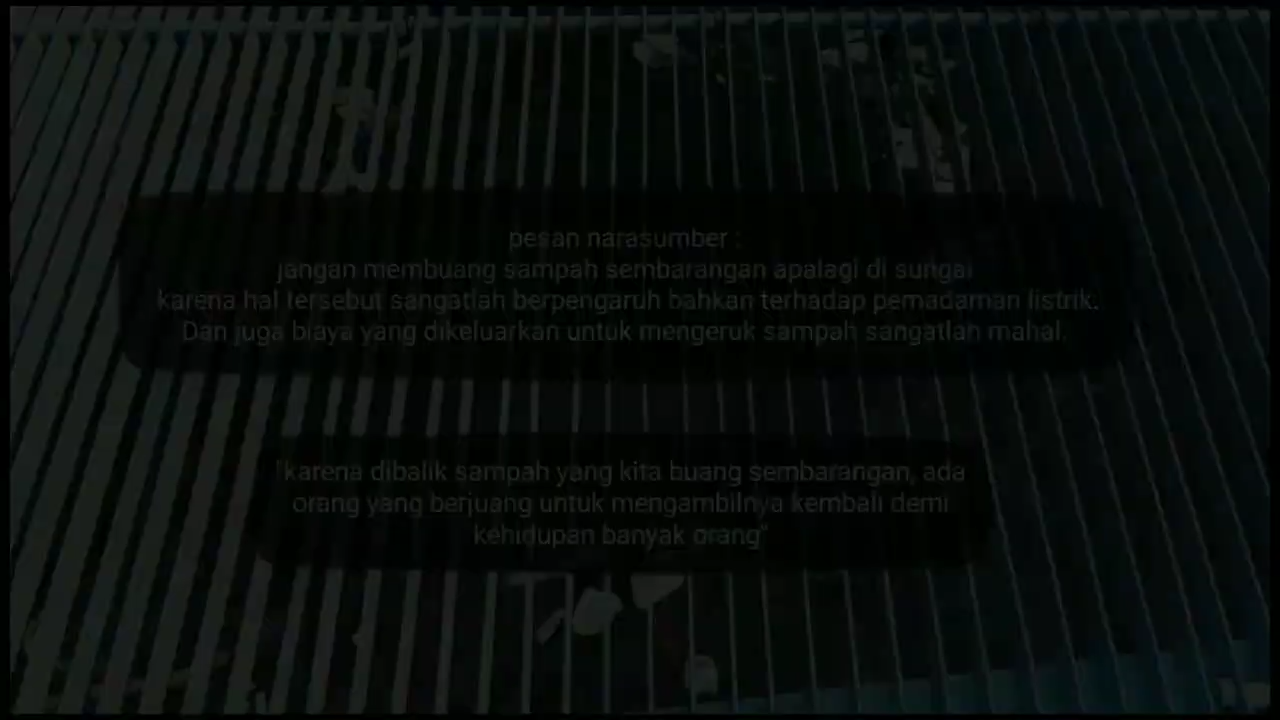 pesan narasumber :
jangan membuang sampah sembarangan apalagi di sungai
karena hal tersebut sangatlah berpengaruh bahkan terhadap pemadaman listrik.
Dan juga biaya yang dikeluarkan untuk mengeruk sampah sangatlah mahal.
"karena dibalik sampah yang kita buang sembarangan, ada
orang yang berjuang untuk mengambilnya kembali demi
kehidupan banyak orang"